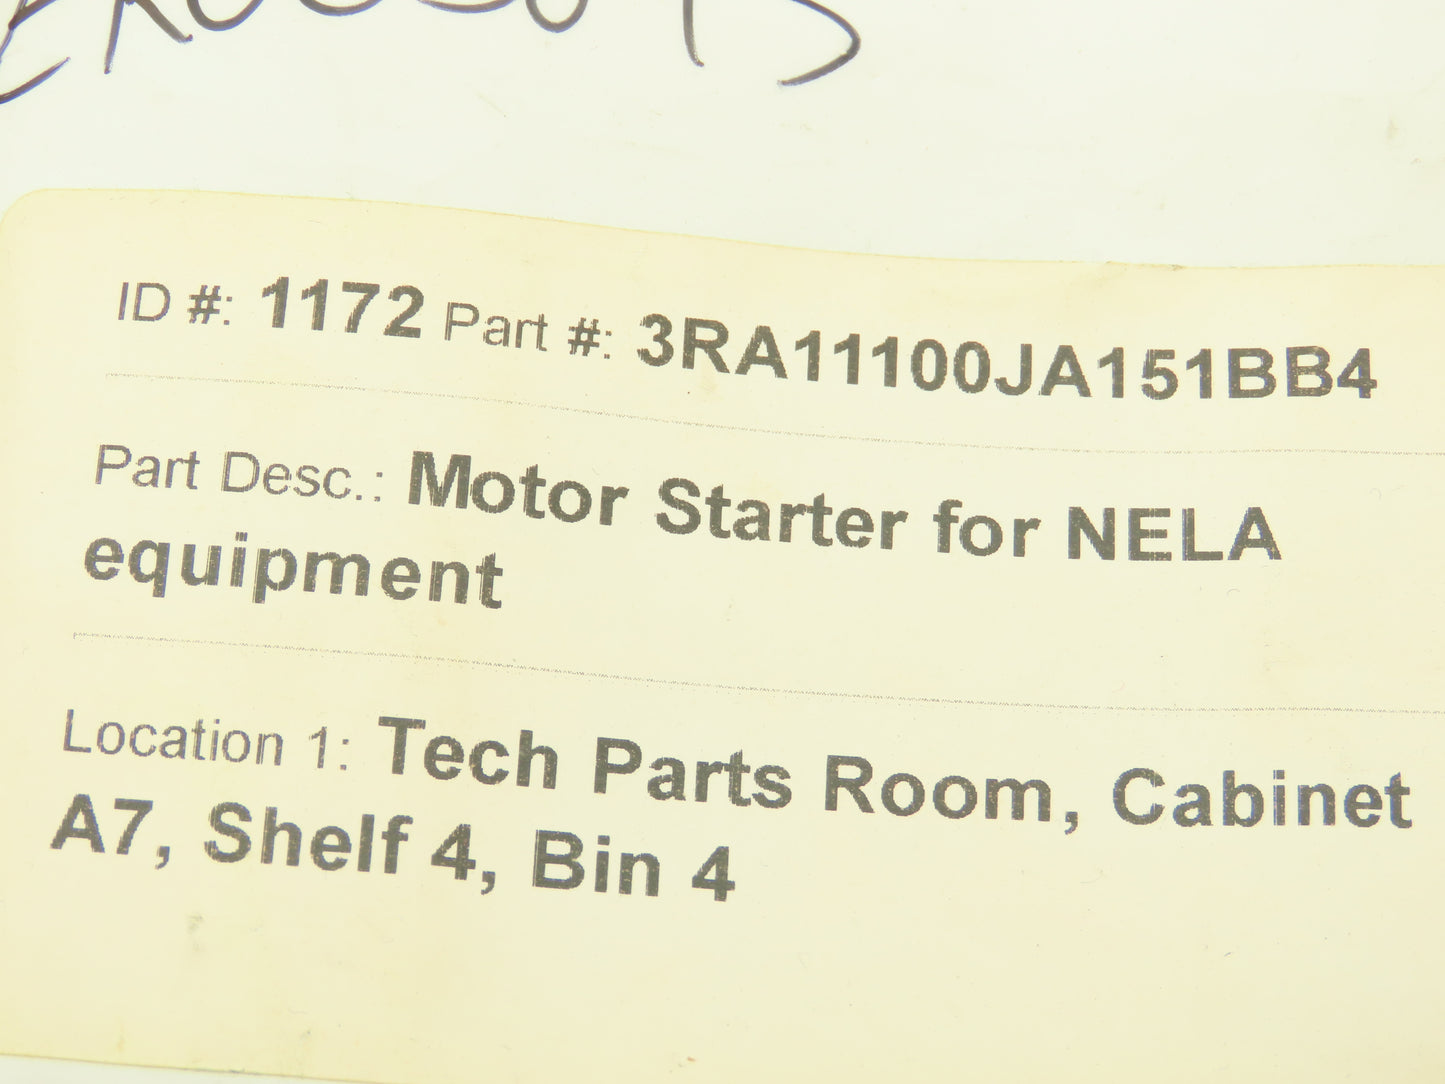 ID #: 1172 Part #: 3RA11100JA151BB4
Part Desc.: Motor Starter for NELA
equipment
Location 1: Tech Parts Room, Cabinet
A7, Shelf 4, Bin 4